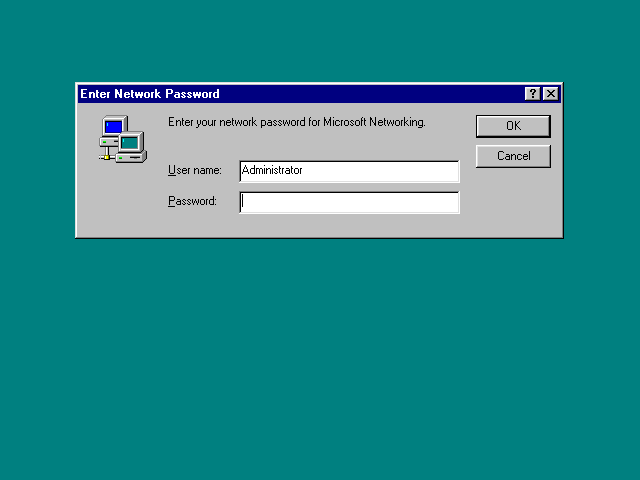 Enter Network Password
Enter your network password for Microsoft Networking.
OK
Cancel
User name: Administrator
Password: